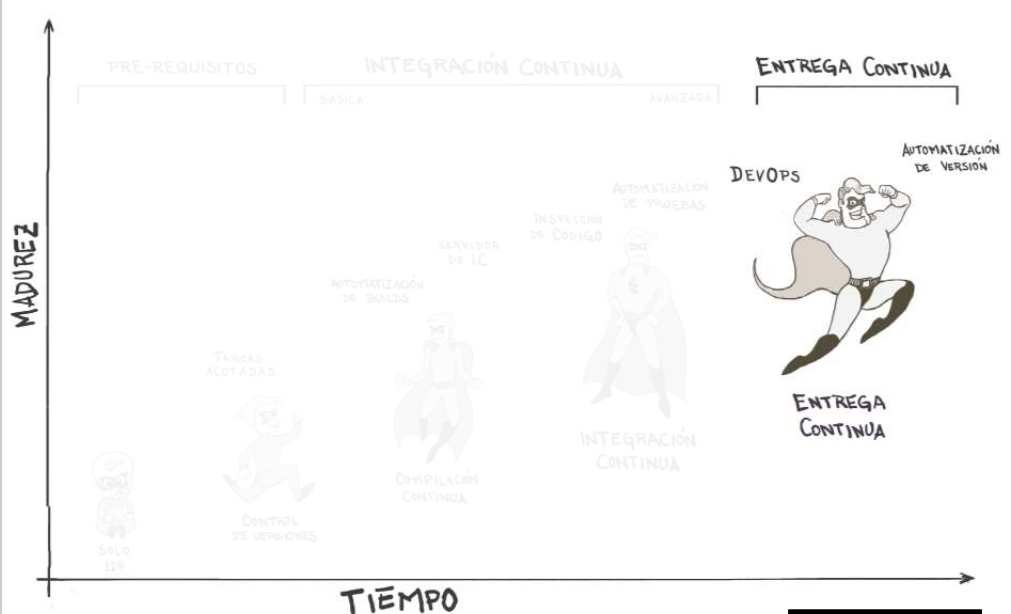 PRE-REQUISITOS
INTEGRACIÓN CONTINUA
ENTREGA CONTINUA
BÁSICA
AVANZADA
DEVOPS
AUTOMATIZACIÓN
DE VERSIÓN
AUTOMATIZACIÓN
DE PRUEBAS
INSPECCIÓN
DE CODIGO
SERVIDOR
DE IC
AUTOMATIZACIÓN
DE BUILDS
TAREAS
ACOTADAS
MADUREZ
ENTREGA
CONTINUA
INTEGRACIÓN
CONTINUA
COMPILACIÓN
CONTINUA
CONTROL
DE VERSIONES
SOLO
IDE
TIEMPO